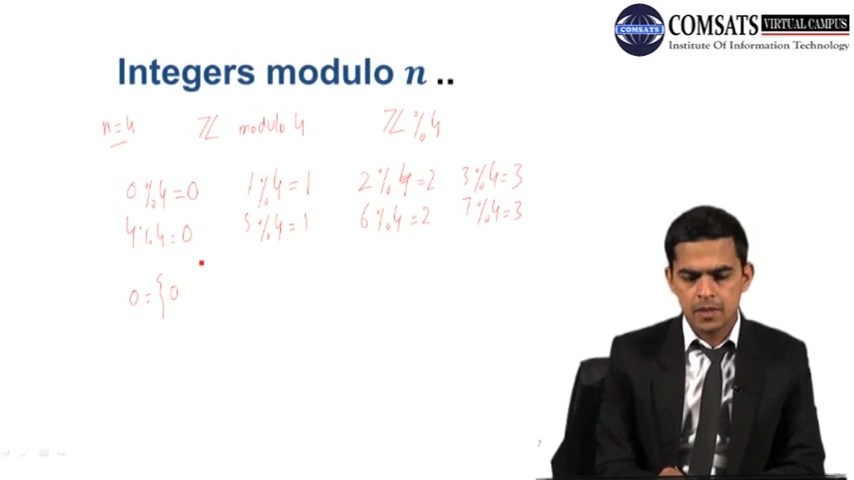 COMSATS VIRTUAL CAMPUS
COMSATS
Institute Of Information Technology
Integers modulo n ..
n=4 ℤ modulo 4 ℤ % 4
0%4=0 1%4=1 2%4=2 3%4=3
4%4=0 5%4=1 6%4=2 7%4=3
0={0
7